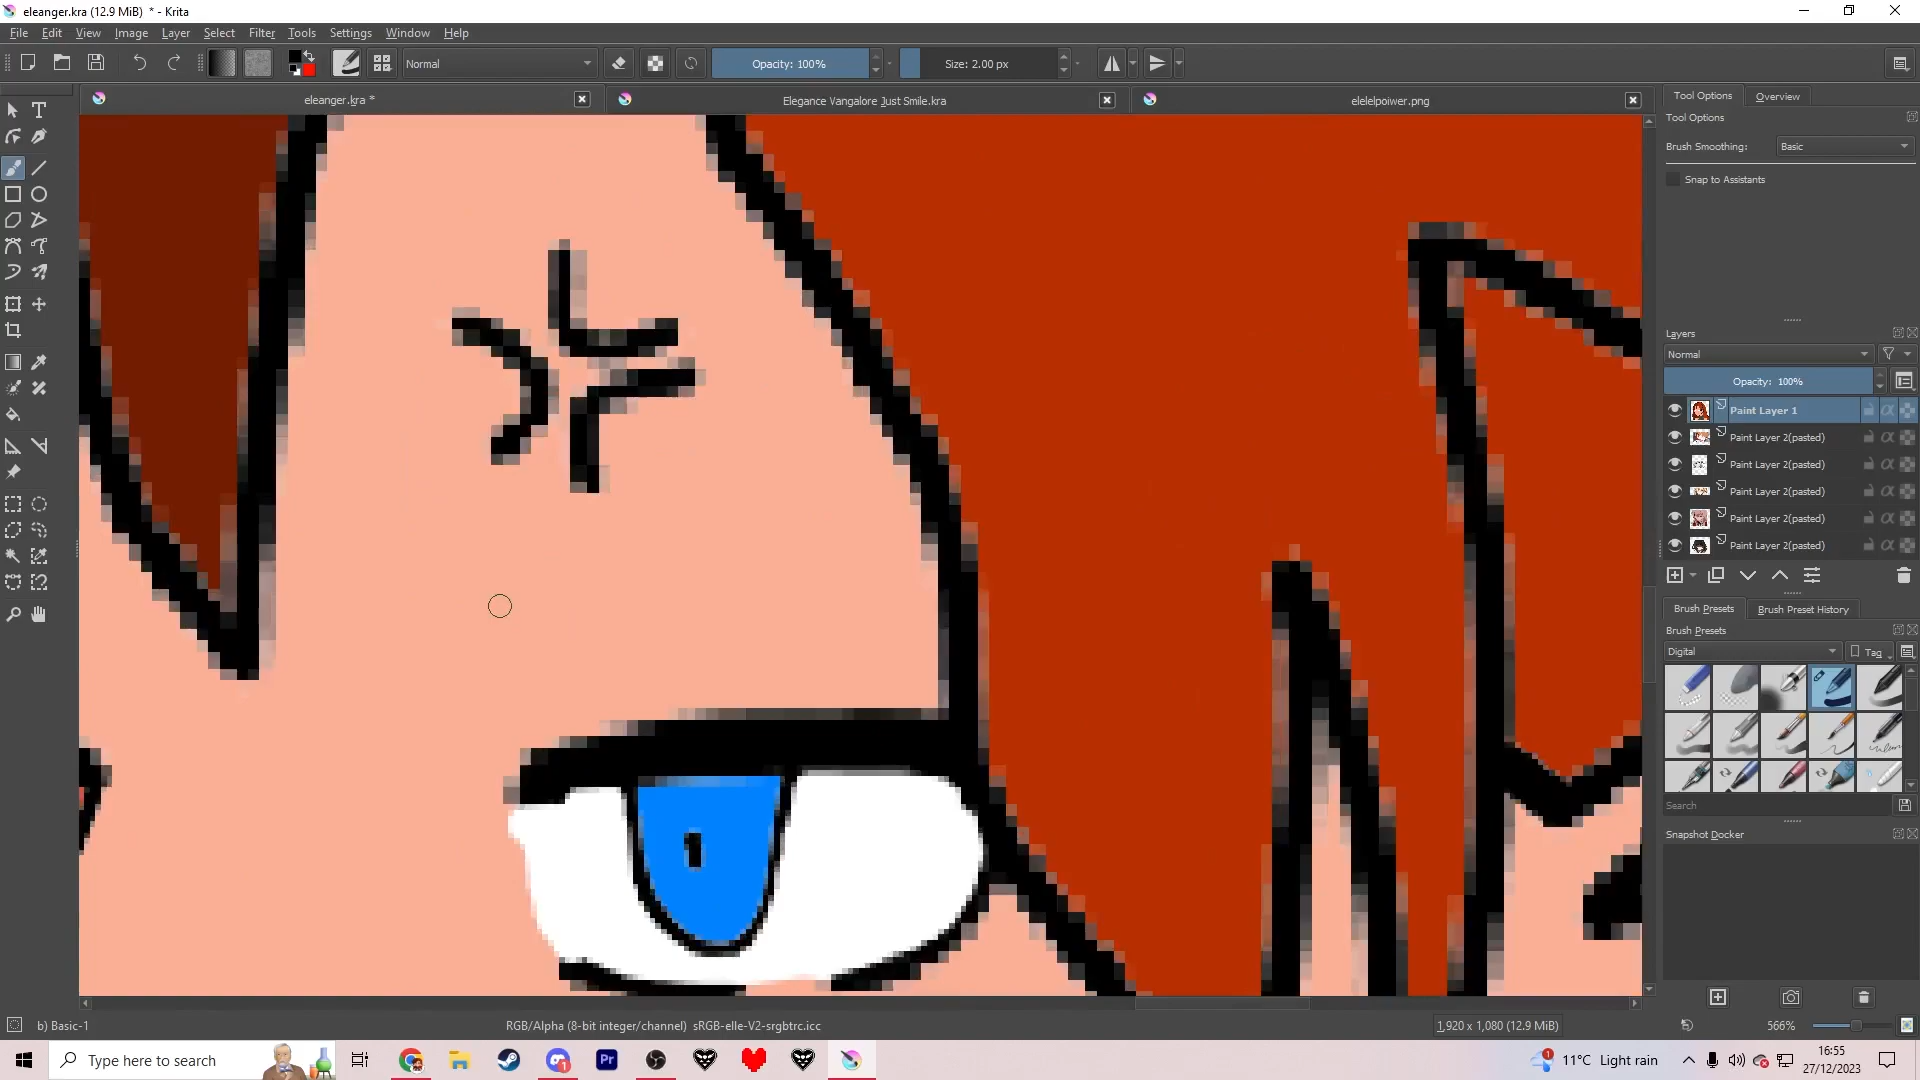 eleanger.kra (12.9 MiB)  * - Krita
File Edit View Image Layer Select Filter Tools Settings Window Help
Normal
Opacity: 100%
Size: 2.00 px
eleanger.kra *
Elegance Vangalore Just Smile.kra
elelelpoiwer.png
Tool Options Overview
Tool Options
Brush Smoothing: Basic
Snap to Assistants
Layers
Normal
Opacity: 100%
Paint Layer 1
Paint Layer 2(pasted)
Paint Layer 2(pasted)
Paint Layer 2(pasted)
Paint Layer 2(pasted)
Paint Layer 2(pasted)
Brush Presets Brush Preset History
Brush Presets
Digital Tag
Search
Snapshot Docker
b) Basic-1
RGB/Alpha (8-bit integer/channel) sRGB-elle-V2-srgbtrc.icc
1,920 x 1,080 (12.9 MiB)
566%
Type here to search
1
Pr
1
11°C Light rain
16:55
27/12/2023